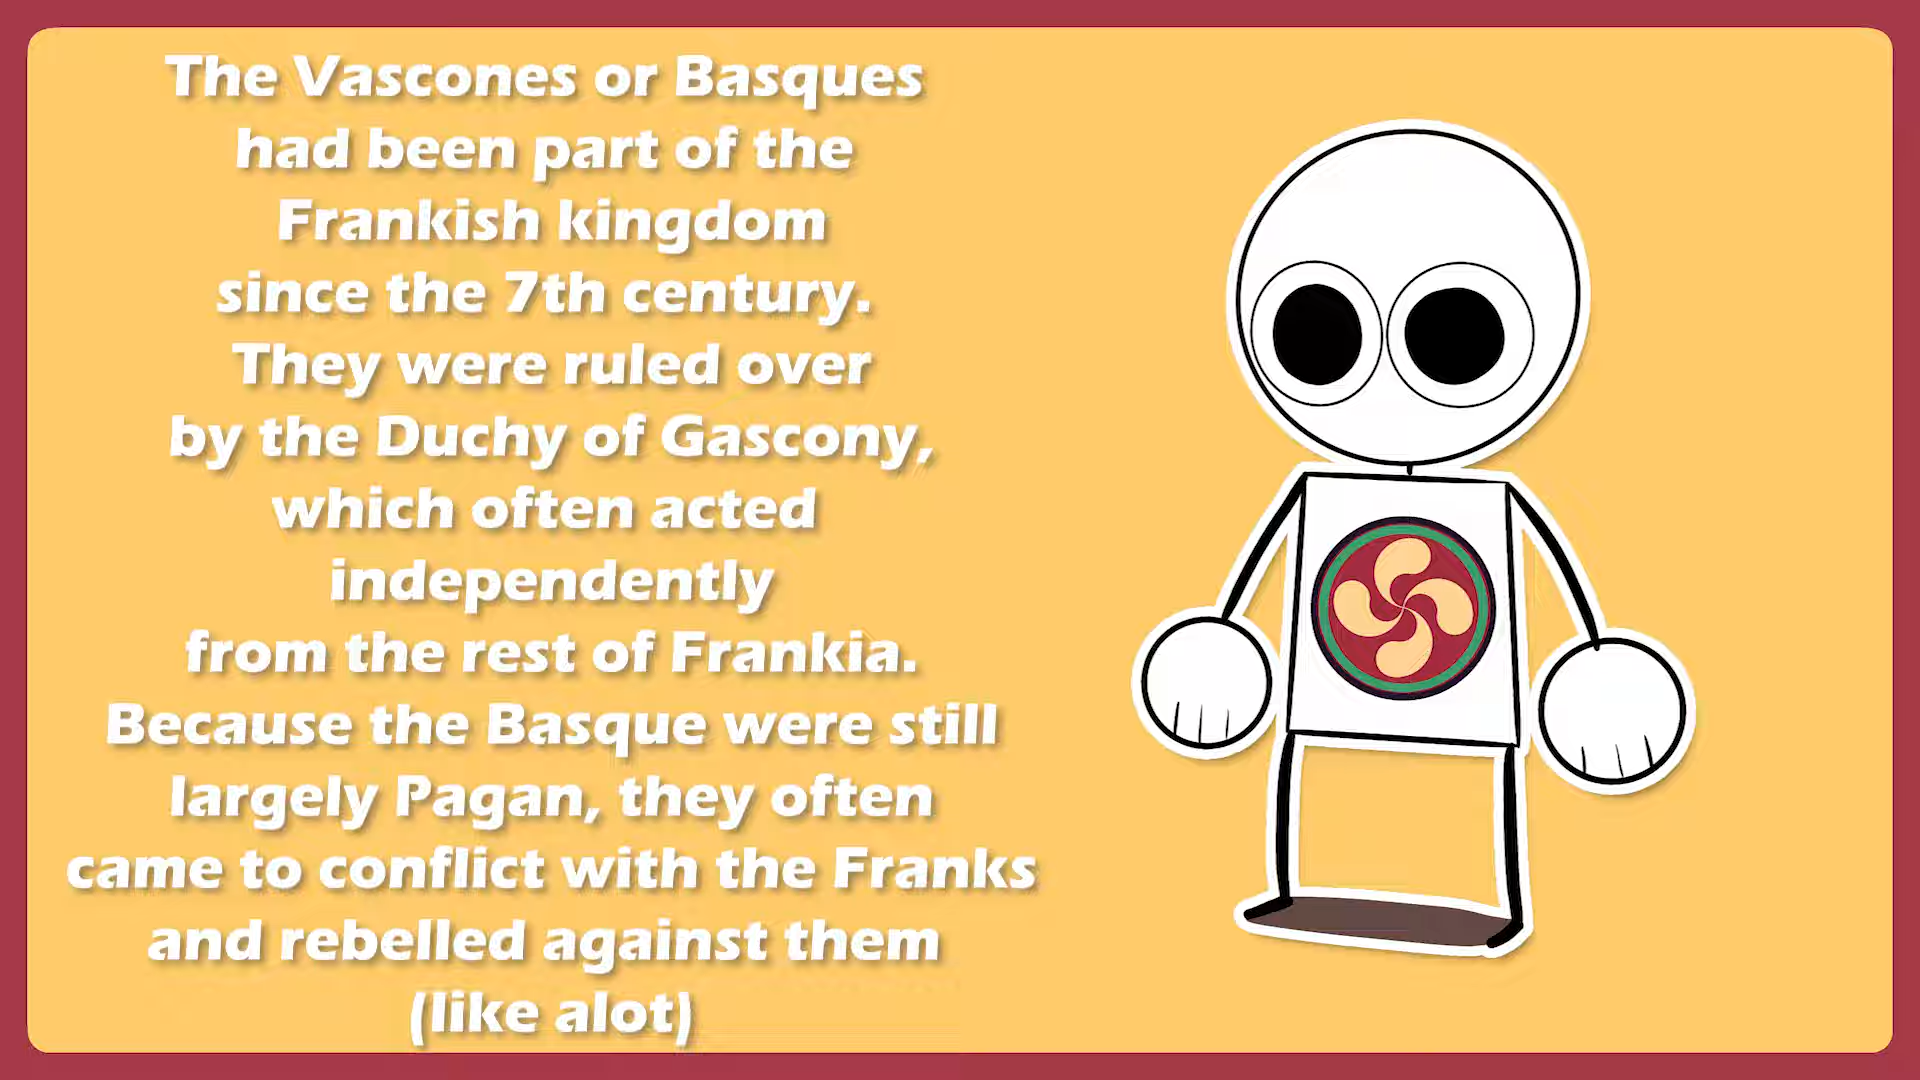 The Vascones or Basques
had been part of the
Frankish kingdom
since the 7th century.
They were ruled over
by the Duchy of Gascony,
which often acted
independently
from the rest of Frankia.
Because the Basque were still
largely Pagan, they often
came to conflict with the Franks
and rebelled against them
(like alot)